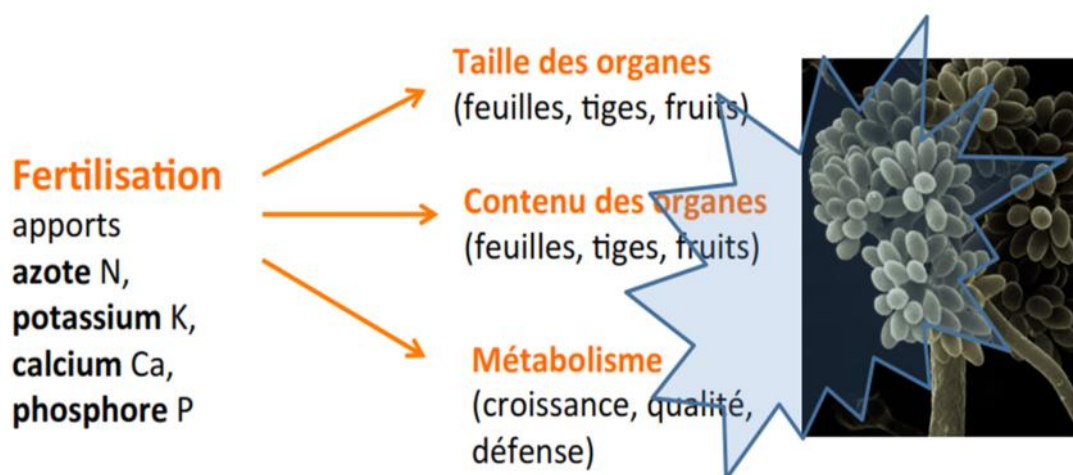 Fertilisation
apports
azote N,
potassium K,
calcium Ca,
phosphore P
Taille des organes
(feuilles, tiges, fruits)
Contenu des organes
(feuilles, tiges, fruits)
Métabolisme
(croissance, qualité,
défense)